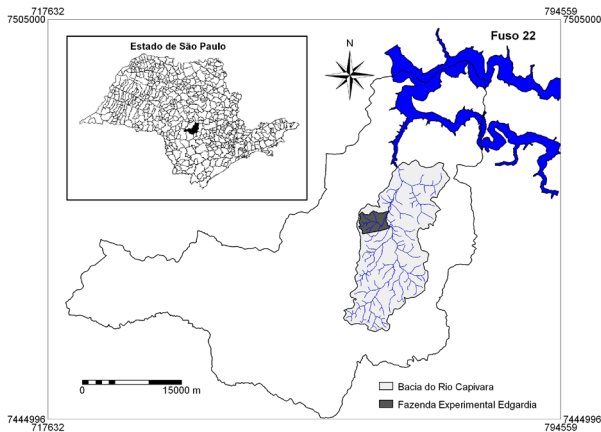 717632
794559
7505000
7505000
Estado de São Paulo
Fuso 22
N
0
15000 m
Bacia do Rio Capivara
Fazenda Experimental Edgardia
7444996
7444996
717632
794559